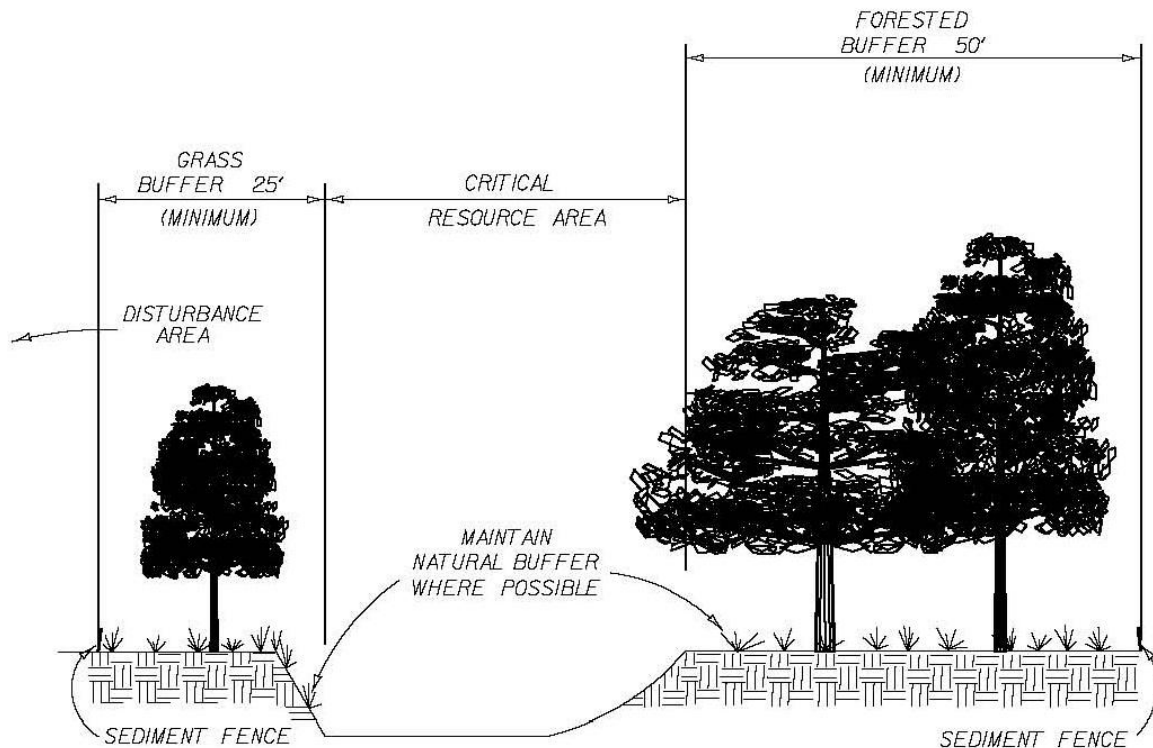 FORESTED
BUFFER 50'
(MINIMUM)
GRASS
BUFFER 25'
(MINIMUM)
CRITICAL
RESOURCE AREA
DISTURBANCE
AREA
MAINTAIN
NATURAL BUFFER
WHERE POSSIBLE
SEDIMENT FENCE
SEDIMENT FENCE